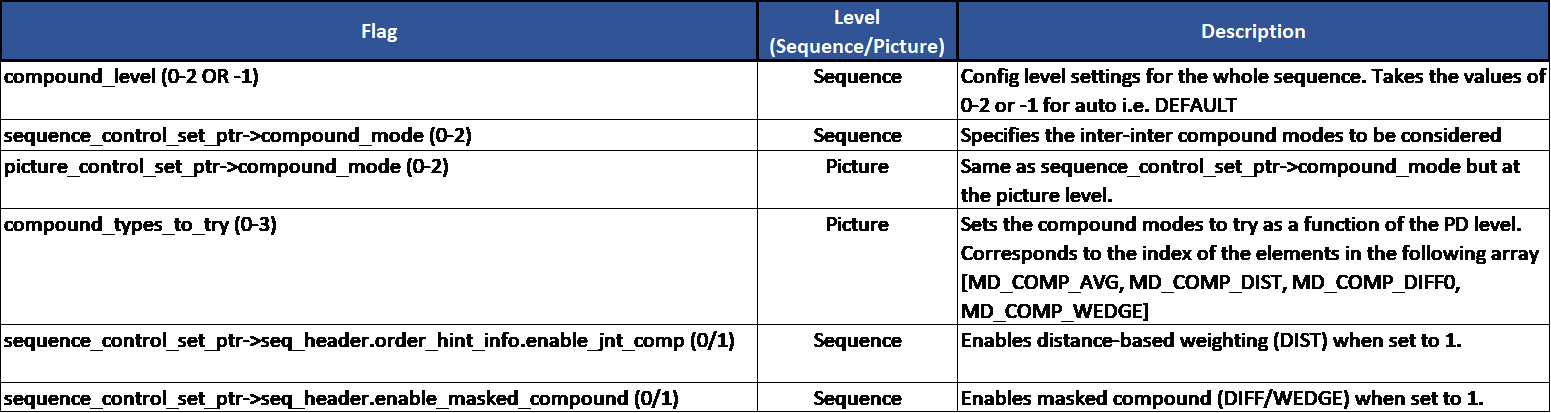 Flag
Level
(Sequence/Picture)
Description
compound_level (0-2 OR -1)
Sequence
Config level settings for the whole sequence. Takes the values of
0-2 or -1 for auto i.e. DEFAULT
sequence_control_set_ptr->compound_mode (0-2)
Sequence
Specifies the inter-inter compound modes to be considered
picture_control_set_ptr->compound_mode (0-2)
Picture
Same as sequence_control_set_ptr->compound_mode but at
the picture level.
compound_types_to_try (0-3)
Picture
Sets the compound modes to try as a function of the PD level.
Corresponds to the index of the elements in the following array
[MD_COMP_AVG, MD_COMP_DIST, MD_COMP_DIFF0,
MD_COMP_WEDGE]
sequence_control_set_ptr->seq_header.order_hint_info.enable_jnt_comp (0/1)
Sequence
Enables distance-based weighting (DIST) when set to 1.
sequence_control_set_ptr->seq_header.enable_masked_compound (0/1)
Sequence
Enables masked compound (DIFF/WEDGE) when set to 1.